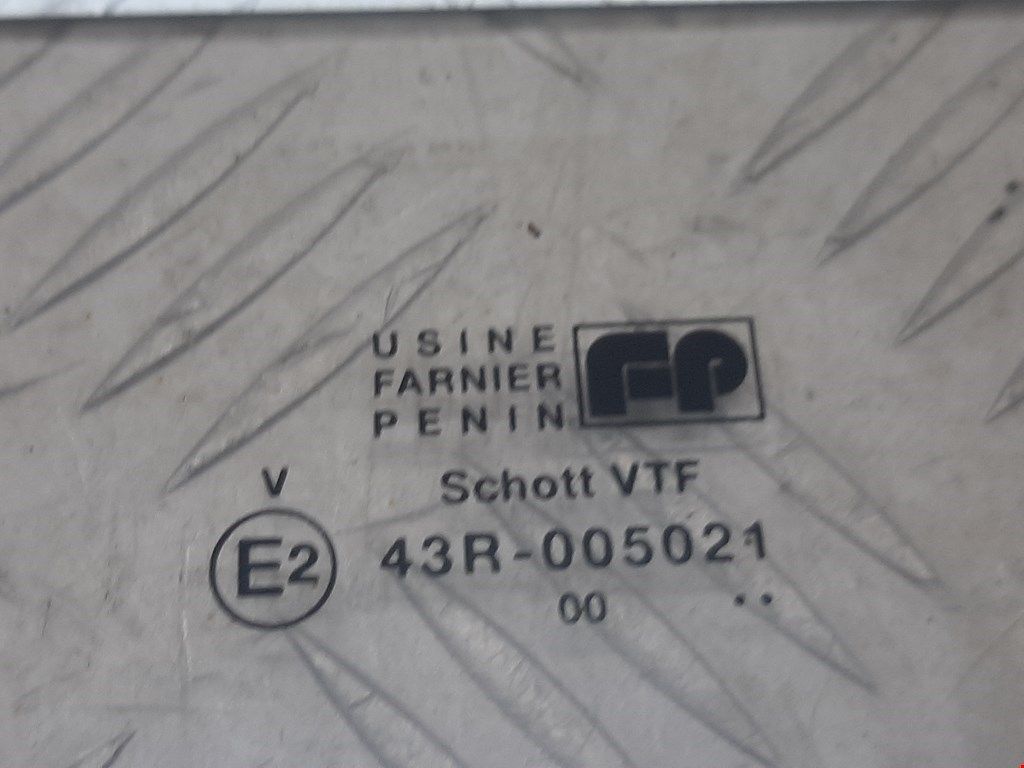 USINE
FARNIER
PENIN
FP
V
Schott VTF
E2
43R-005021
00 ..